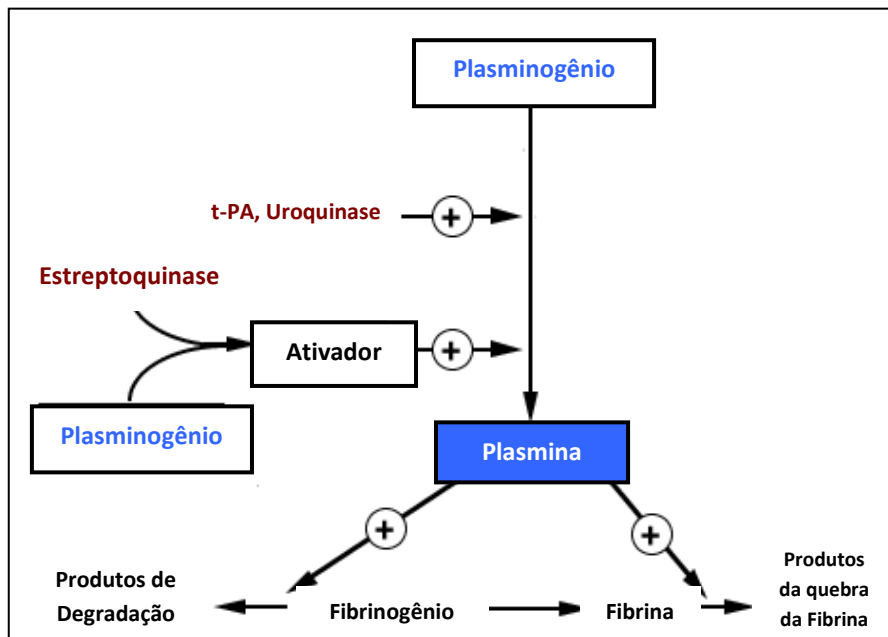 Plasminogênio
t-PA, Uroquinase
+
Estreptoquinase
Ativador
+
Plasminogênio
Plasmina
+
+
Produtos de
Degradação
Fibrinogênio
Fibrina
Produtos
da quebra
da Fibrina